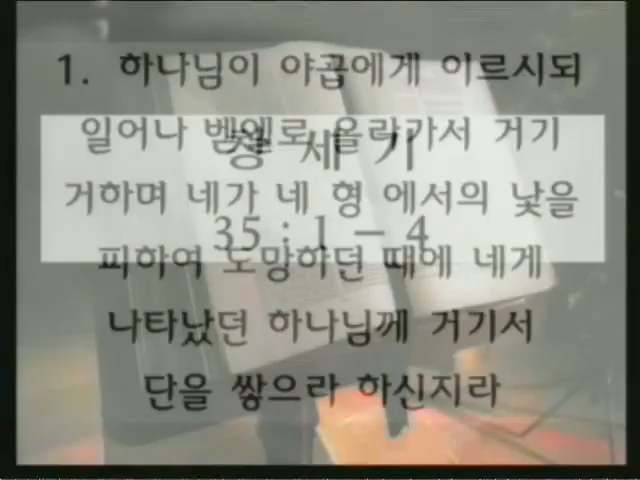 1. 하나님이 야곱에게 이르시되
일어나 벧엘로 올라가서 거기
창 세 기
거하며 네가 네 형 에서의 낯을
35 : 1 - 4
피하여 도망하던 때에 네게
나타났던 하나님께 거기서
단을 쌓으라 하신지라